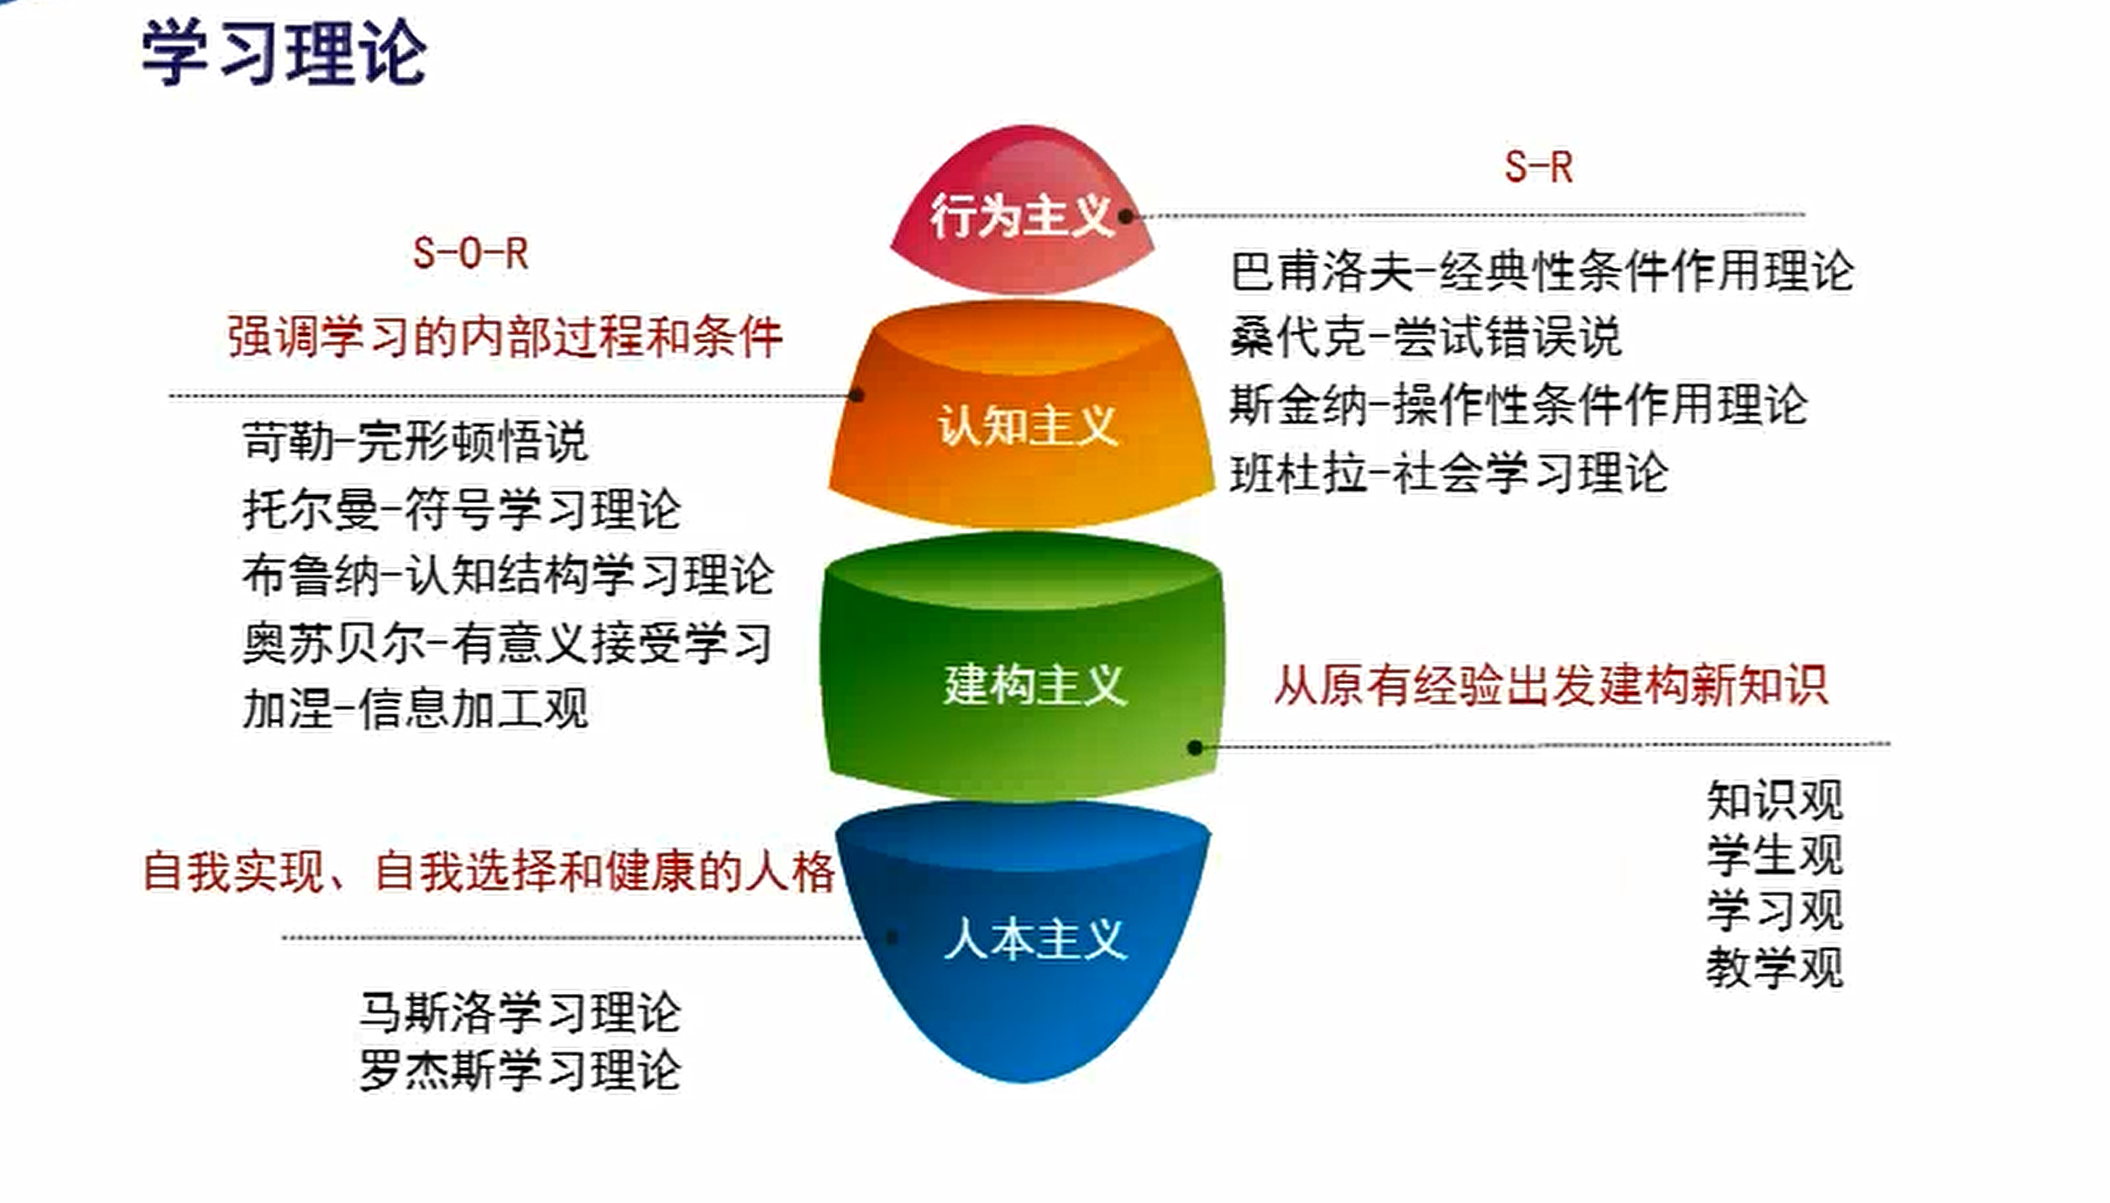 学习理论
行为主义
S-R
巴甫洛夫-经典性条件作用理论
桑代克-尝试错误说
斯金纳-操作性条件作用理论
班杜拉-社会学习理论
S-O-R
强调学习的内部过程和条件
认知主义
苛勒-完形顿悟说
托尔曼-符号学习理论
布鲁纳-认知结构学习理论
奥苏贝尔-有意义接受学习
加涅-信息加工观
建构主义
从原有经验出发建构新知识
知识观
学生观
学习观
教学观
自我实现、自我选择和健康的人格
人本主义
马斯洛学习理论
罗杰斯学习理论